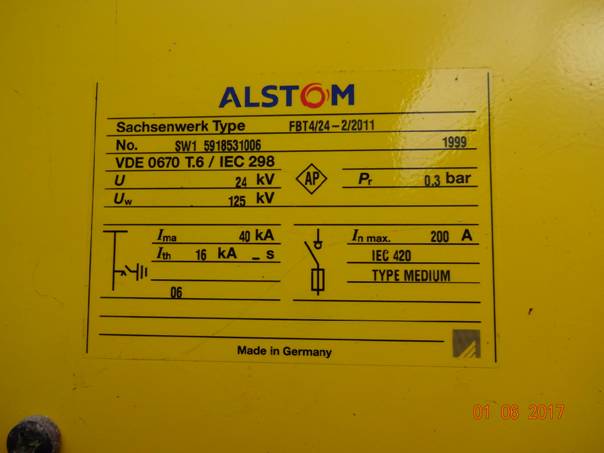 ALSTOM
Sachsenwerk Type FBT4/24-2/2011
No. SW1 5918531006 1999
VDE 0670 T.6 / IEC 298
U 24 kV AP Pr 0.3 bar
Uw 125 kV
Ima 40 kA In max. 200 A
Ith 16 kA _ s IEC 420
TYPE MEDIUM
06
Made in Germany
01 06 2017